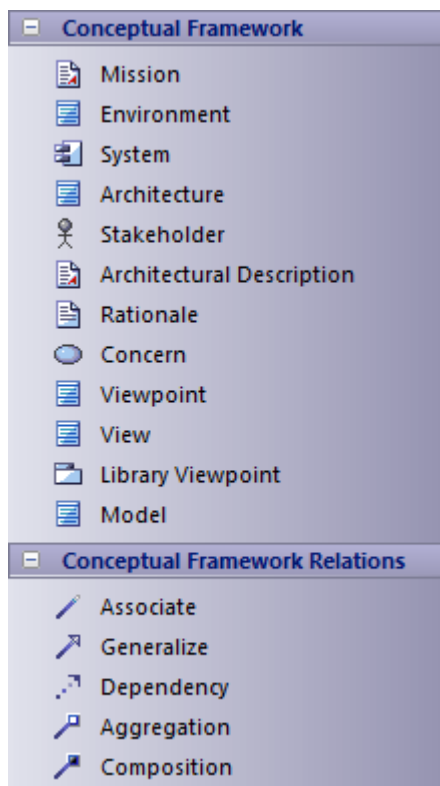 Conceptual Framework
Mission
Environment
System
Architecture
Stakeholder
Architectural Description
Rationale
Concern
Viewpoint
View
Library Viewpoint
Model
Conceptual Framework Relations
Associate
Generalize
Dependency
Aggregation
Composition